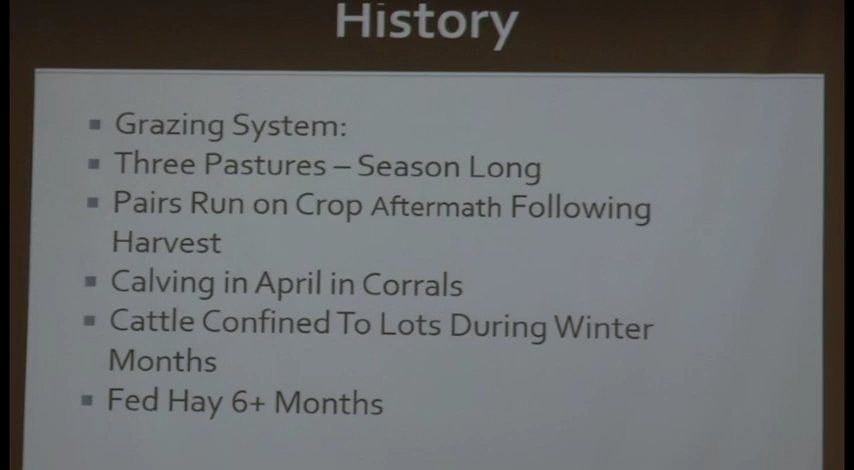 History
▪ Grazing System:
▪ Three Pastures – Season Long
▪ Pairs Run on Crop Aftermath Following
Harvest
▪ Calving in April in Corrals
▪ Cattle Confined To Lots During Winter
Months
▪ Fed Hay 6+ Months